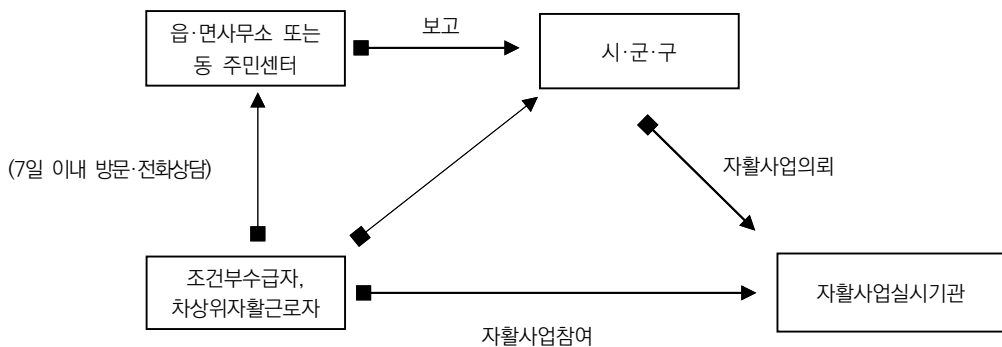 읍·면사무소 또는
동 주민센터
보고
시·군·구
(7일 이내 방문·전화상담)
자활사업의뢰
조건부수급자,
차상위자활근로자
자활사업실시기관
자활사업참여